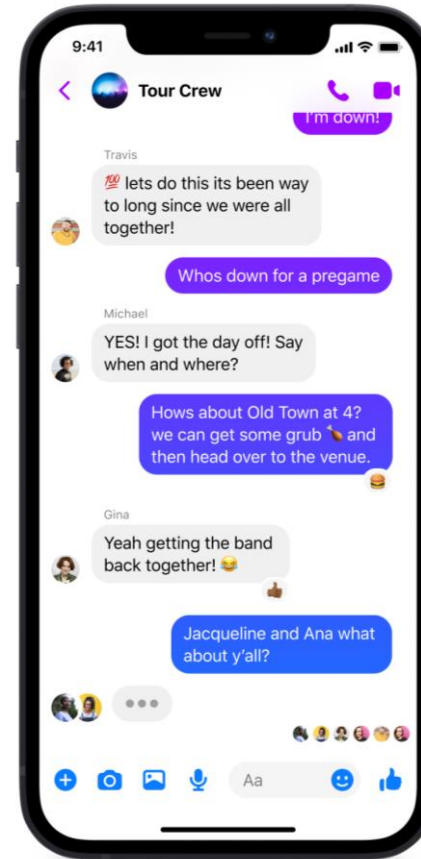 9:41
Tour Crew
I'm down!
Travis
💯 lets do this its been way
to long since we were all
together!
Whos down for a pregame
Michael
YES! I got the day off! Say
when and where?
Hows about Old Town at 4?
we can get some grub 🍗 and
then head over to the venue.
Gina
Yeah getting the band
back together! 😂
Jacqueline and Ana what
about y'all?
Aa